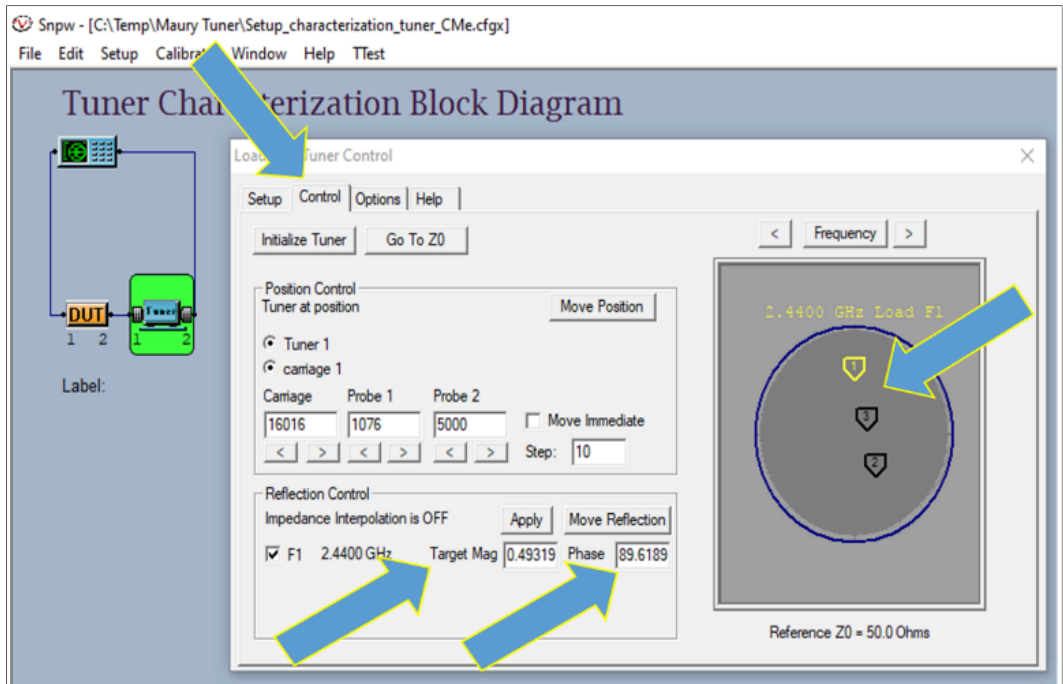 Snpw - [C:\Temp\Maury Tuner\Setup_characterization_tuner_CMe.cfgx]
File Edit Setup Window Help TTest
Tuner Block Diagram
Tuner Control
Setup Control Options Help
Initialize Tuner Go To Z0
< Frequency >
Position Control
Tuner at position Move Position
Tuner 1
carriage 1
Carriage Probe 1 Probe 2
16016 1076 5000 Move Immediate
< > < > < > Step: 10
Reflection Control
Impedance Interpolation is OFF Apply Move Reflection
F1 2.4400 GHz Target Mag 0.49319 Phase 89.6189
2.4400 GHz Load F1
1
3
2
Reference Z0 = 50.0 Ohms
DUT Tuner
1 2 1 2
Label: